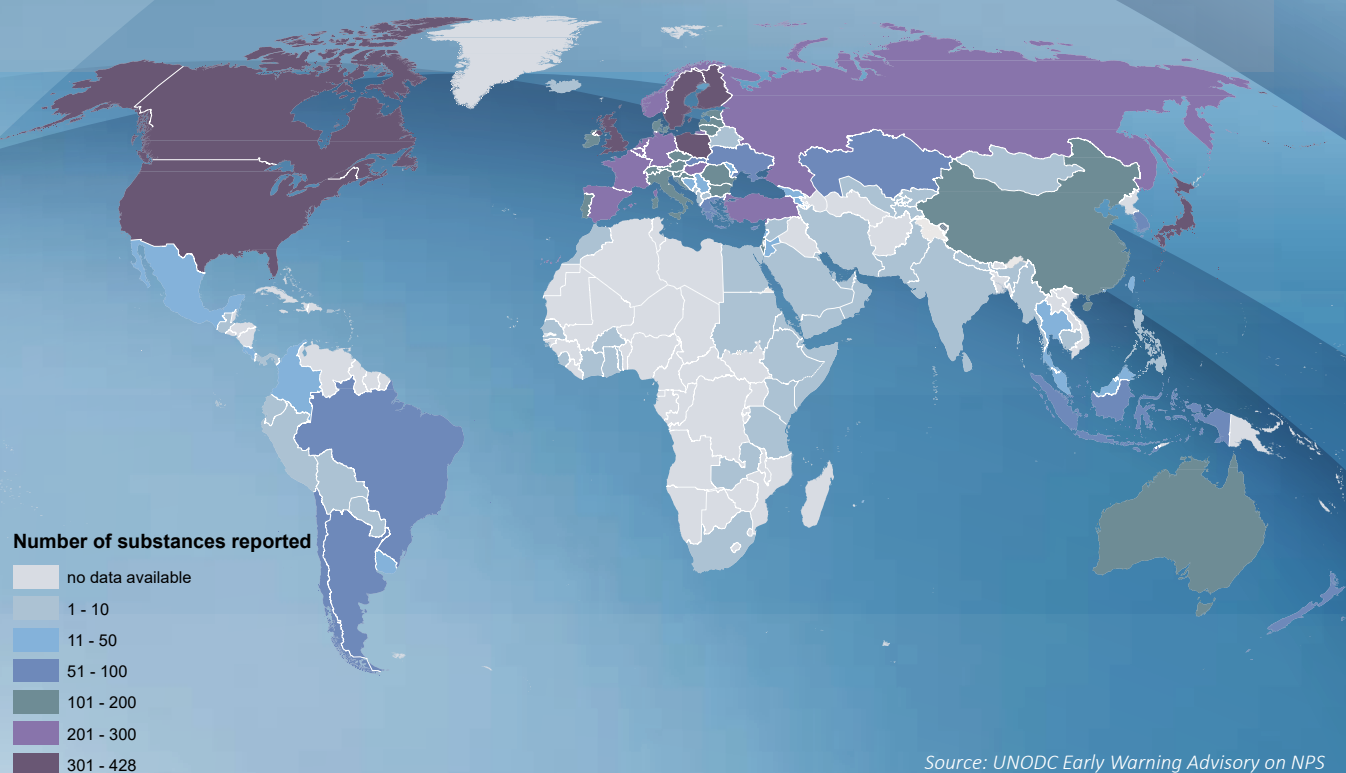 Number of substances reported
no data available
1 - 10
11 - 50
51 - 100
101 - 200
201 - 300
301 - 428
Source: UNODC Early Warning Advisory on NPS